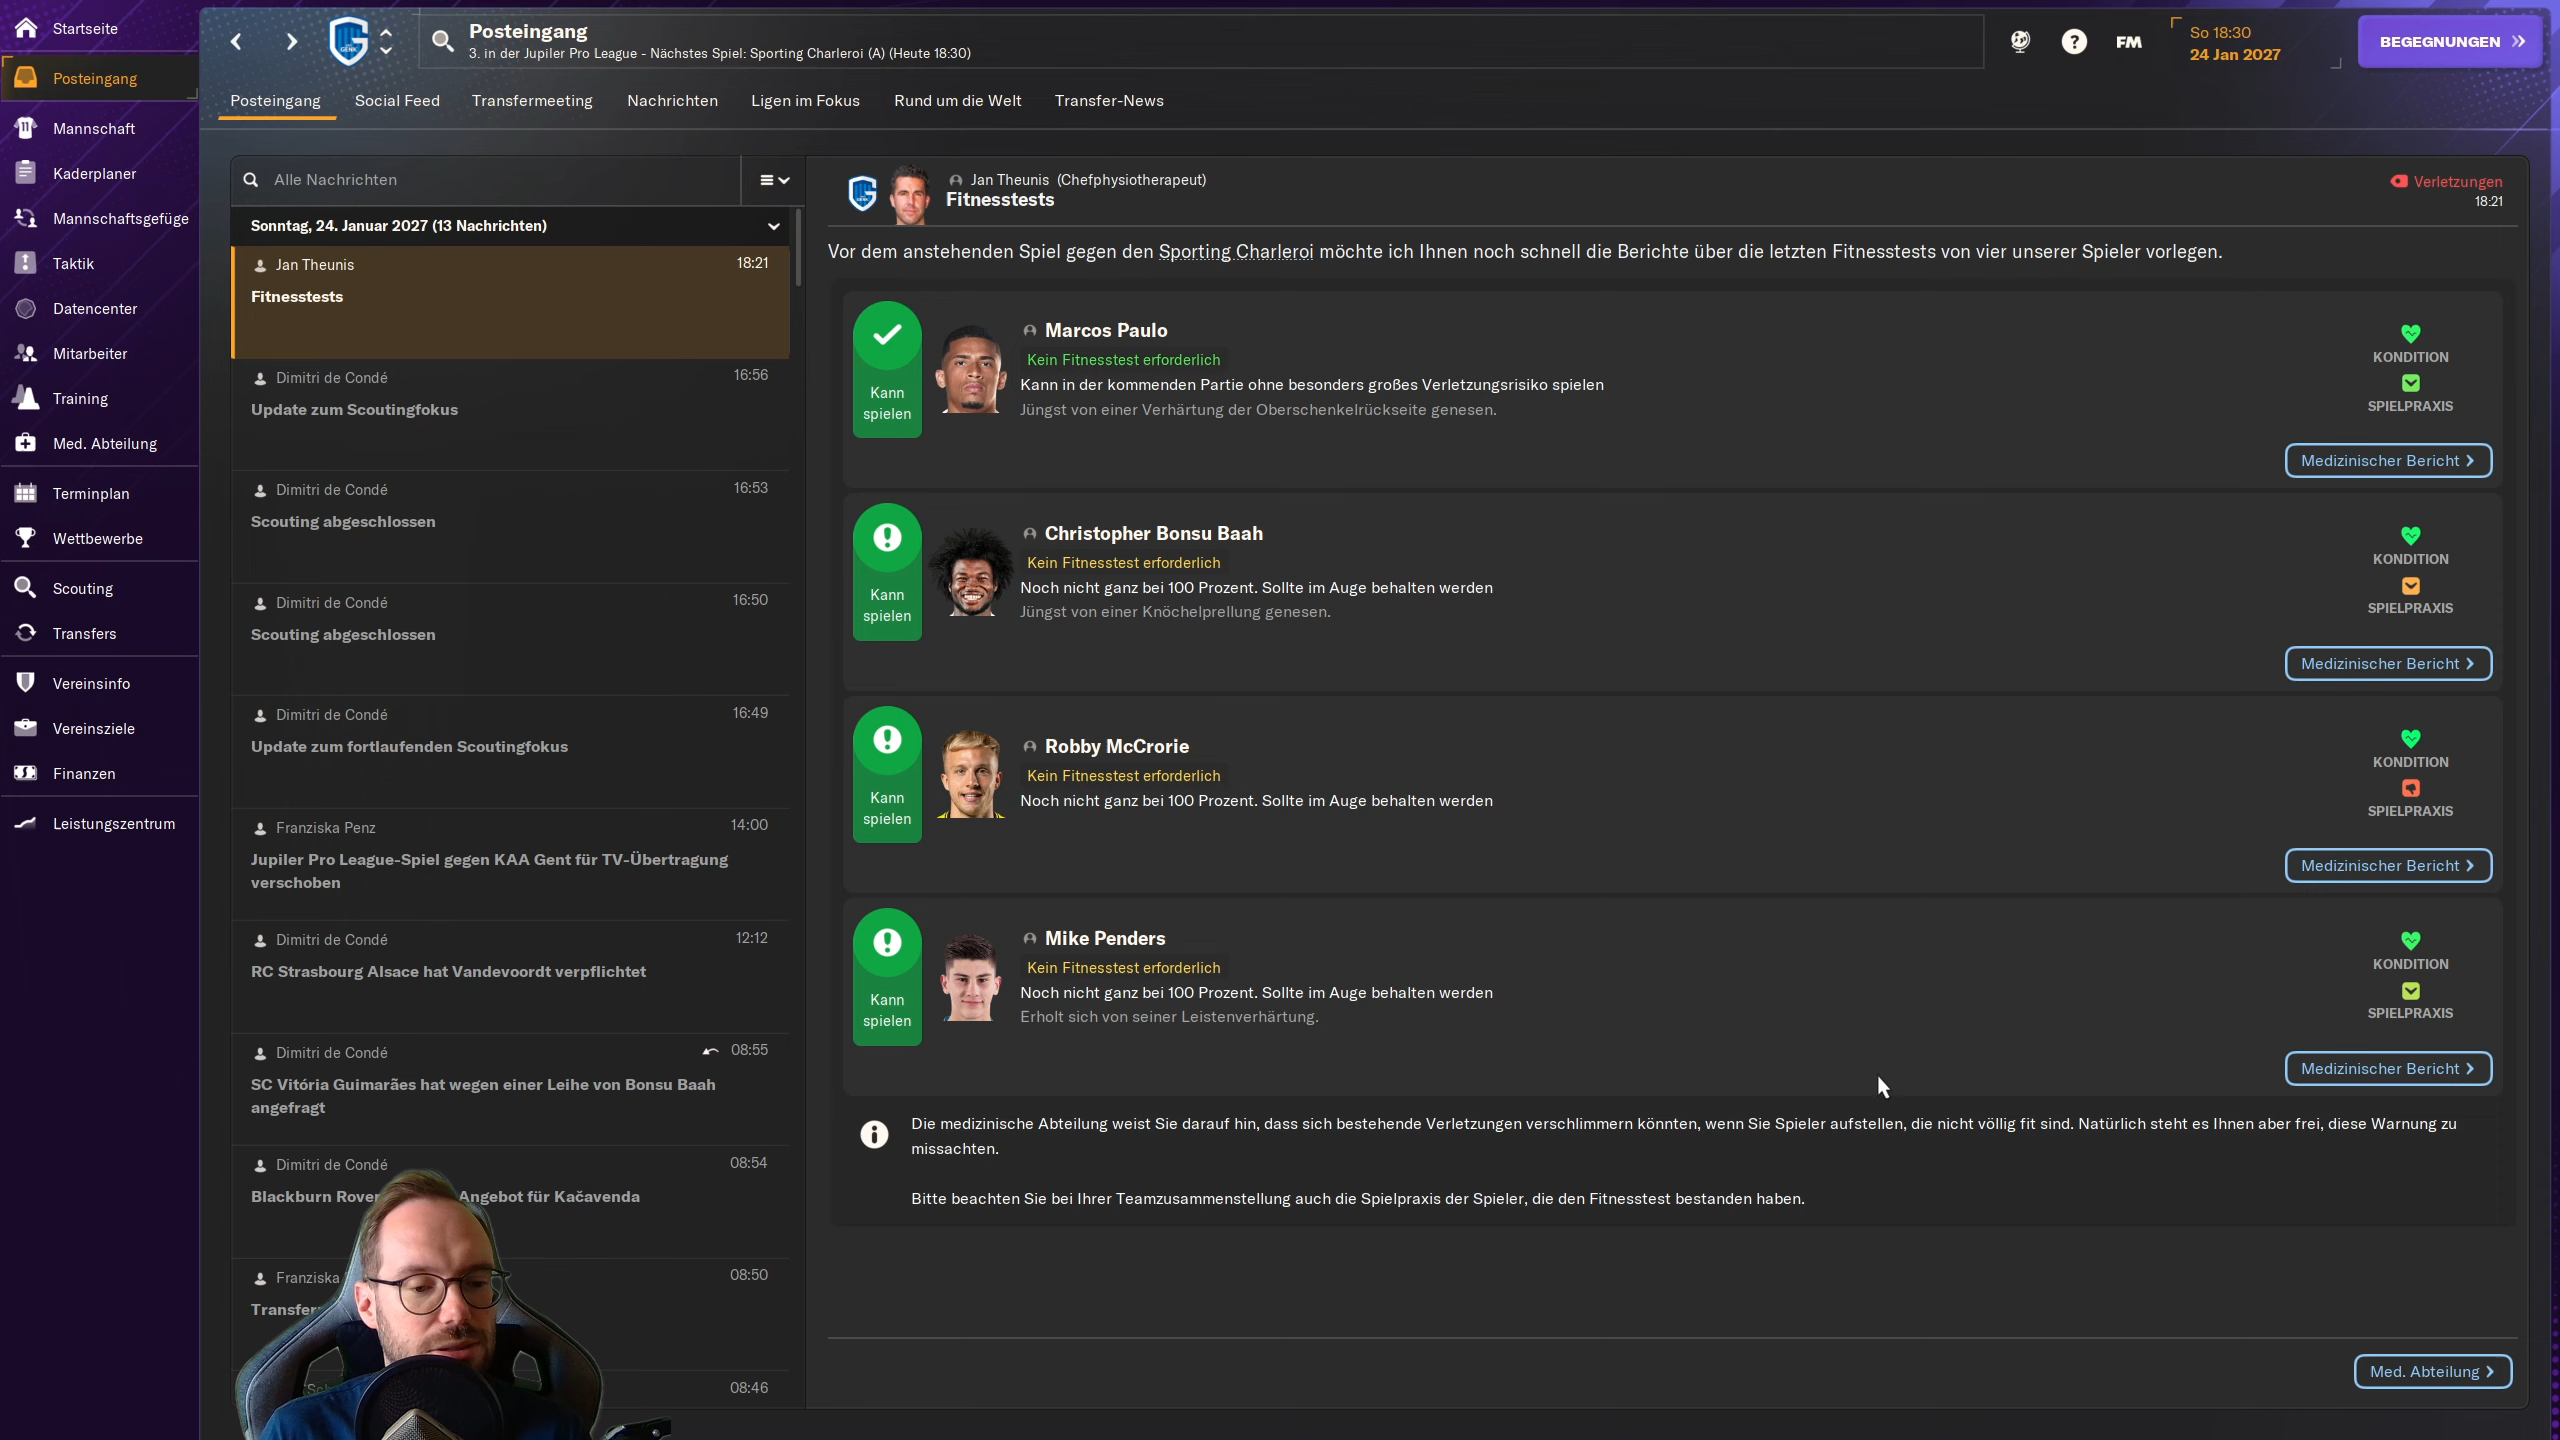 Startseite
Posteingang
Mannschaft
Kaderplaner
Mannschaftsgefüge
Taktik
Datencenter
Mitarbeiter
Training
Med. Abteilung
Terminplan
Wettbewerbe
Scouting
Transfers
Vereinsinfo
Vereinsziele
Finanzen
Leistungszentrum
GENK
Posteingang
3. in der Jupiler Pro League - Nächstes Spiel: Sporting Charleroi (A) (Heute 18:30)
FM
So 18:30
24 Jan 2027
BEGEGNUNGEN
Posteingang Social Feed Transfermeeting Nachrichten Ligen im Fokus Rund um die Welt Transfer-News
Alle Nachrichten
Sonntag, 24. Januar 2027 (13 Nachrichten)
Jan Theunis 18:21
Fitnesstests
Dimitri de Condé 16:56
Update zum Scoutingfokus
Dimitri de Condé 16:53
Scouting abgeschlossen
Dimitri de Condé 16:50
Scouting abgeschlossen
Dimitri de Condé 16:49
Update zum fortlaufenden Scoutingfokus
Franziska Penz 14:00
Jupiler Pro League-Spiel gegen KAA Gent für TV-Übertragung
verschoben
Dimitri de Condé 12:12
RC Strasbourg Alsace hat Vandevoordt verpflichtet
Dimitri de Condé 08:55
SC Vitória Guimarães hat wegen einer Leihe von Bonsu Baah
angefragt
Dimitri de Condé 08:54
Blackburn Angebot für Kačavenda
Franziska 08:50
08:46
Jan Theunis (Chefphysiotherapeut)
Fitnesstests
Verletzungen
18:21
Vor dem anstehenden Spiel gegen den Sporting Charleroi möchte ich Ihnen noch schnell die Berichte über die letzten Fitnesstests von vier unserer Spieler vorlegen.
Kann
spielen
Marcos Paulo
Kein Fitnesstest erforderlich
Kann in der kommenden Partie ohne besonders großes Verletzungsrisiko spielen
Jüngst von einer Verhärtung der Oberschenkelrückseite genesen.
KONDITION
SPIELPRAXIS
Medizinischer Bericht
Kann
spielen
Christopher Bonsu Baah
Kein Fitnesstest erforderlich
Noch nicht ganz bei 100 Prozent. Sollte im Auge behalten werden
Jüngst von einer Knöchelprellung genesen.
KONDITION
SPIELPRAXIS
Medizinischer Bericht
Kann
spielen
Robby McCrorie
Kein Fitnesstest erforderlich
Noch nicht ganz bei 100 Prozent. Sollte im Auge behalten werden
KONDITION
SPIELPRAXIS
Medizinischer Bericht
Kann
spielen
Mike Penders
Kein Fitnesstest erforderlich
Noch nicht ganz bei 100 Prozent. Sollte im Auge behalten werden
Erholt sich von seiner Leistenverhärtung.
KONDITION
SPIELPRAXIS
Medizinischer Bericht
Die medizinische Abteilung weist Sie darauf hin, dass sich bestehende Verletzungen verschlimmern könnten, wenn Sie Spieler aufstellen, die nicht völlig fit sind. Natürlich steht es Ihnen aber frei, diese Warnung zu
missachten.
Bitte beachten Sie bei Ihrer Teamzusammenstellung auch die Spielpraxis der Spieler, die den Fitnesstest bestanden haben.
Med. Abteilung